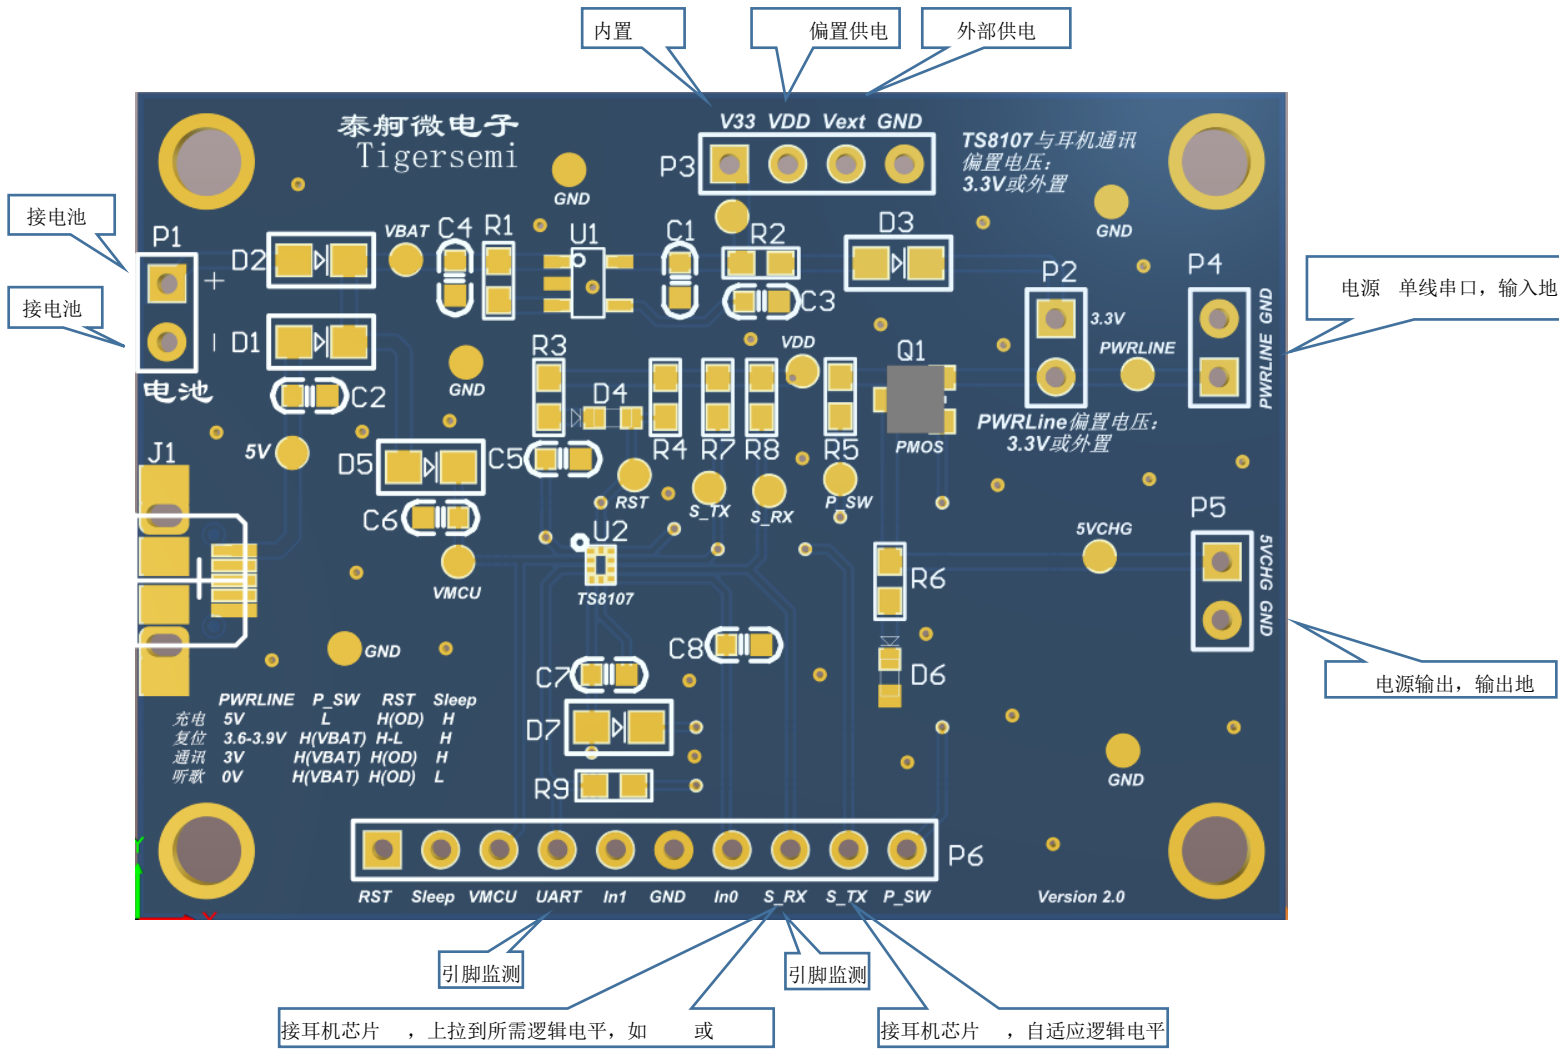 内置
偏置供电
外部供电
泰舸微电子
Tigersemi
V33 VDD Vext GND
P3
TS8107与耳机通讯
偏置电压：
3.3V或外置
GND
GND
接电池
P1
D2
VBAT
C4
R1
U1
C1
R2
D3
P2
P4
+
电源 单线串口，输入地
接电池
C3
3.3V
PWRLINE GND
—
D1
R3
VDD
Q1
PWRLINE
GND
电池
C2
D4
PWRLine偏置电压：
3.3V或外置
5V
J1
D5
C5
R4
R7
R8
R5
PMOS
RST
S_TX
S_RX
P_SW
C6
U2
P5
5VCHG
5VCHG GND
VMCU
TS8107
R6
GND
C8
C7
D6
电源输出，输出地
PWRLINE P_SW RST Sleep
充电 5V L H(OD) H
复位 3.6-3.9V H(VBAT) H-L H
通讯 3V H(VBAT) H(OD) H
听歌 0V H(VBAT) H(OD) L
D7
R9
GND
P6
RST Sleep VMCU UART In1 GND In0 S_RX S_TX P_SW
Version 2.0
Y
X
引脚监测
引脚监测
接耳机芯片 ，上拉到所需逻辑电平，如 或
接耳机芯片 ，自适应逻辑电平